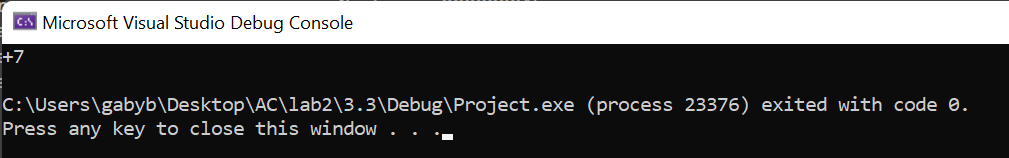 Microsoft Visual Studio Debug Console
+7
C:\Users\gabyb\Desktop\AC\lab2\3.3\Debug\Project.exe (process 23376) exited with code 0.
Press any key to close this window . . .